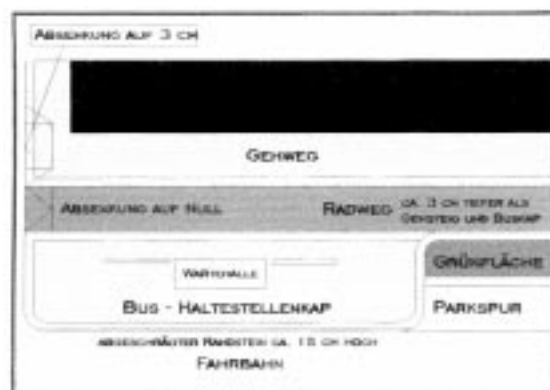 ABSENKUNG AUF 3 CM
GEHWEG
ABSENKUNG AUF NULL
RADWEG
CA. 3 CM TIEFER ALS
GEHSTEIG UND BUSKAP
GRÜNFLÄCHE
WARTEHALLE
BUS - HALTESTELLENKAP
PARKSPUR
ABGESCHRÄGTER RANDSTEIN CA. 18 CM HOCH
FAHRBAHN